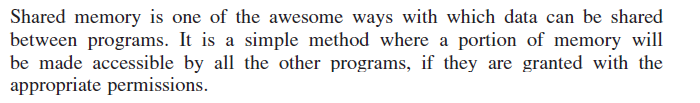 Shared memory is one of the awesome ways with which data can be shared
between programs. It is a simple method where a portion of memory will
be made accessible by all the other programs, if they are granted with the
appropriate permissions.